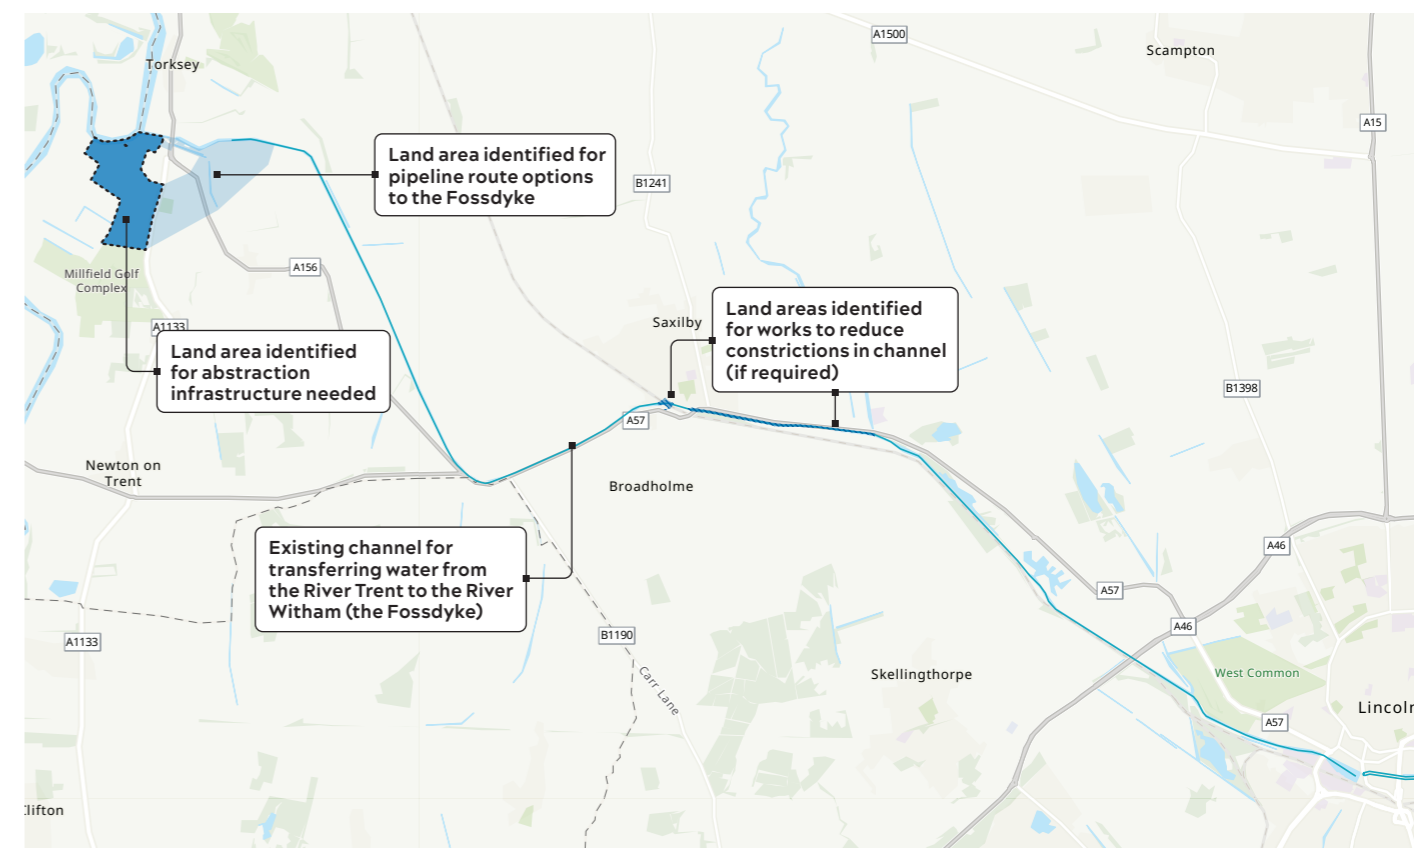 A1500
Scampton
Torksey
A15
Land area identified for
pipeline route options
to the Fossdyke
B1241
A156
Millfield Golf
Complex
A1133
Land area identified
for abstraction
infrastructure needed
Saxilby
Land areas identified
for works to reduce
constrictions in channel
(if required)
B1398
A57
Newton on
Trent
Broadholme
Existing channel for
transferring water from
the River Trent to the River
Witham (the Fossdyke)
A46
A57
A46
A1133
B1190
Carr Lane
Skellingthorpe
West Common
Lincoln
A57
Clifton